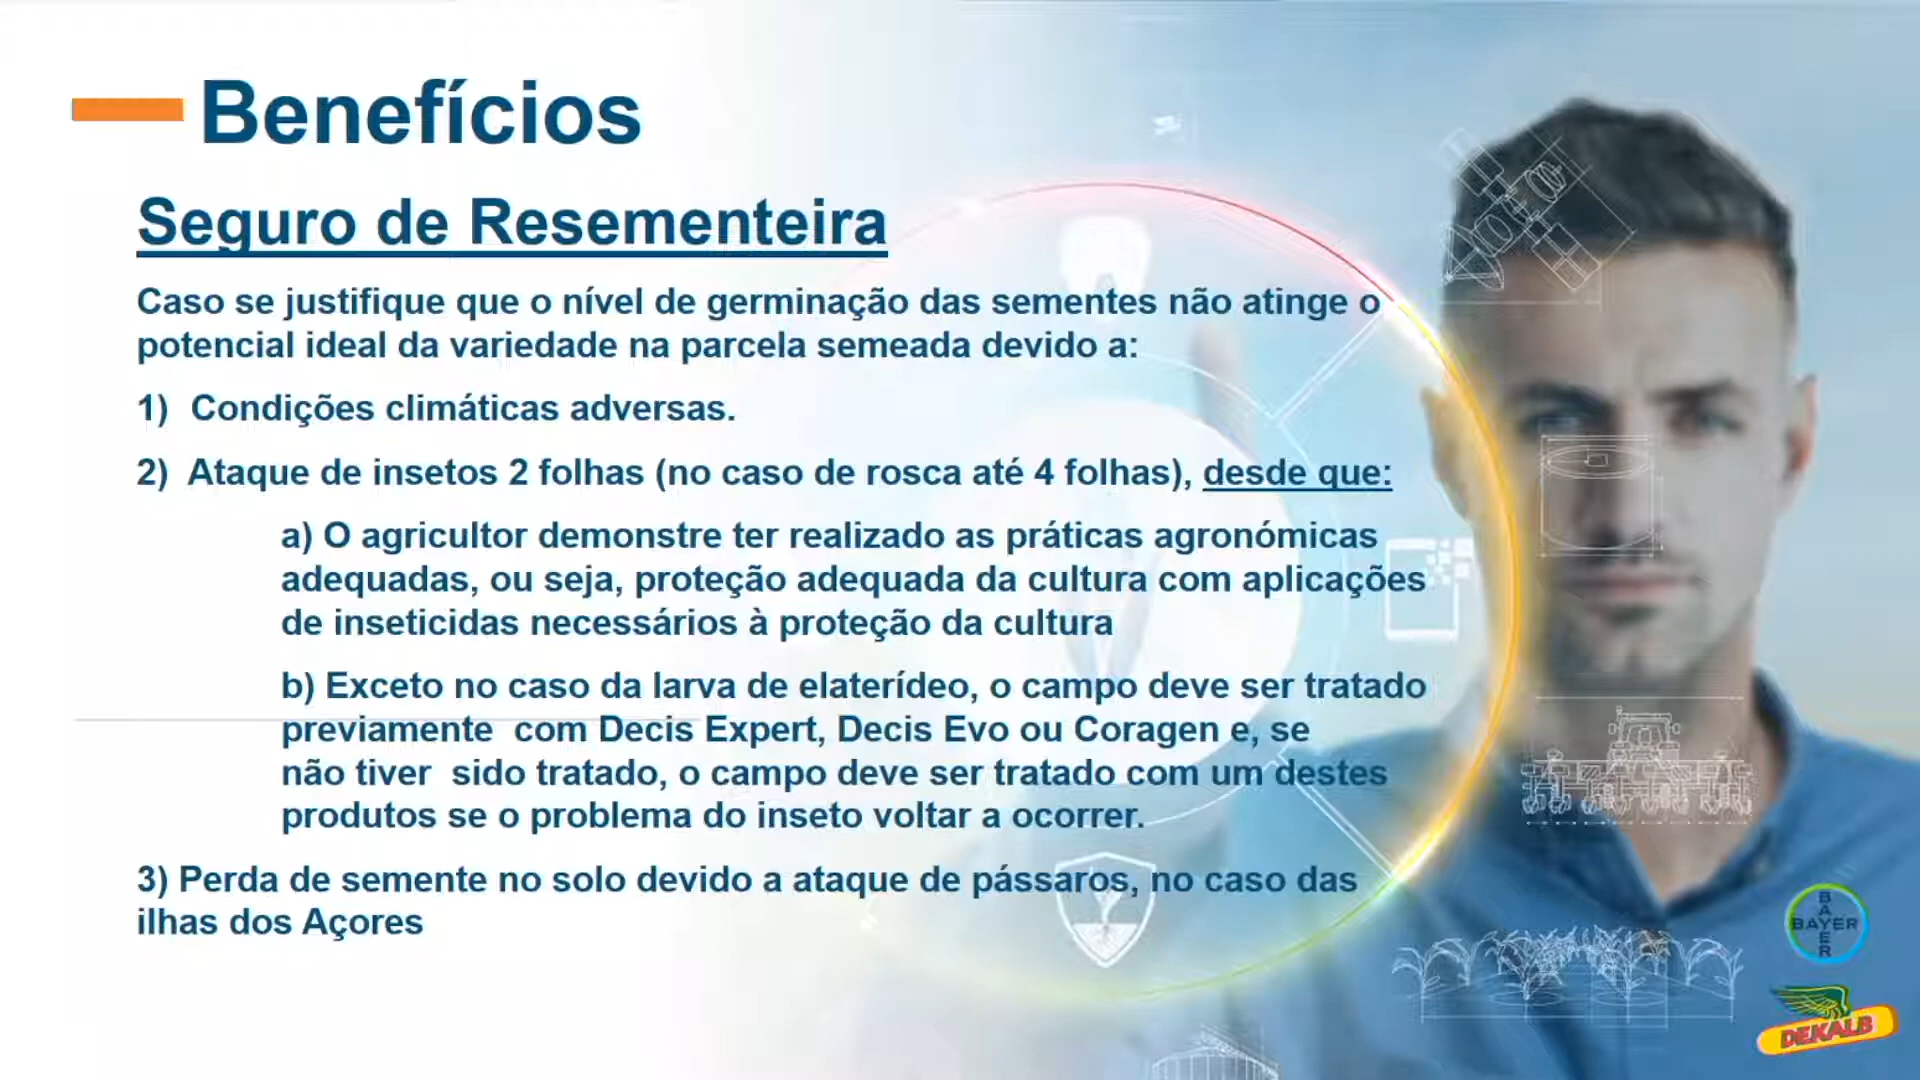 Benefícios
Seguro de Resementeira
Caso se justifique que o nível de germinação das sementes não atinge o
potencial ideal da variedade na parcela semeada devido a:
1) Condições climáticas adversas.
2) Ataque de insetos 2 folhas (no caso de rosca até 4 folhas), desde que:
a) O agricultor demonstre ter realizado as práticas agronómicas
adequadas, ou seja, proteção adequada da cultura com aplicações
de inseticidas necessários à proteção da cultura
b) Exceto no caso da larva de elaterídeo, o campo deve ser tratado
previamente com Decis Expert, Decis Evo ou Coragen e, se
não tiver sido tratado, o campo deve ser tratado com um destes
produtos se o problema do inseto voltar a ocorrer.
3) Perda de semente no solo devido a ataque de pássaros, no caso das
ilhas dos Açores
BAYER
BAYER
DEKALB